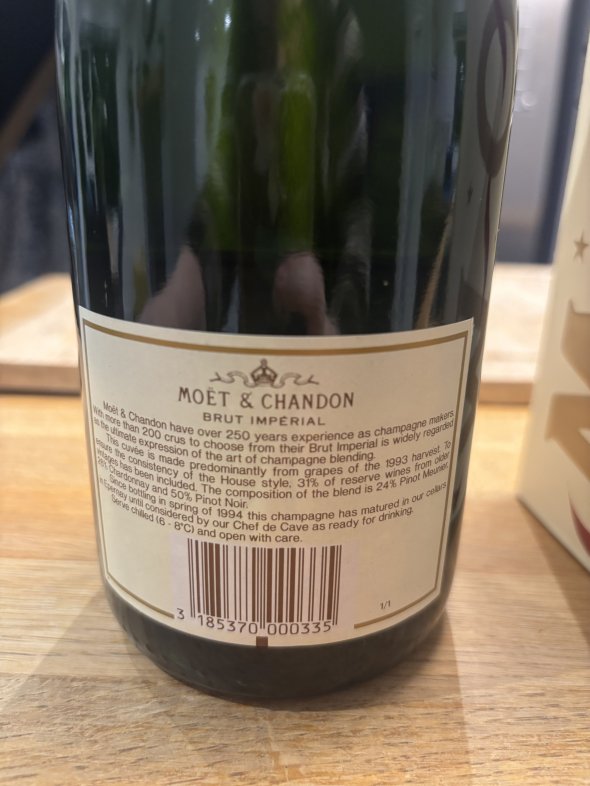 MOËT & CHANDON
BRUT IMPÉRIAL
Moët & Chandon have over 250 years experience as champagne makers
With more than 200 crus to choose from their Brut Imperial is widely regarded
as the ultimate expression of the art of champagne blending.
This cuvée is made predominantly from grapes of the 1993 harvest. To
ensure the consistency of the House style, 31% of reserve wines from older
vintages has been included. The composition of the blend is 24% Pinot Meunier,
26% Chardonnay and 50% Pinot Noir.
Since bottling in spring of 1994 this champagne has matured in our cellars
in Epernay until considered by our Chef de Cave as ready for drinking.
Serve chilled (6 - 8°C) and open with care.
3 185370 000335
1/1